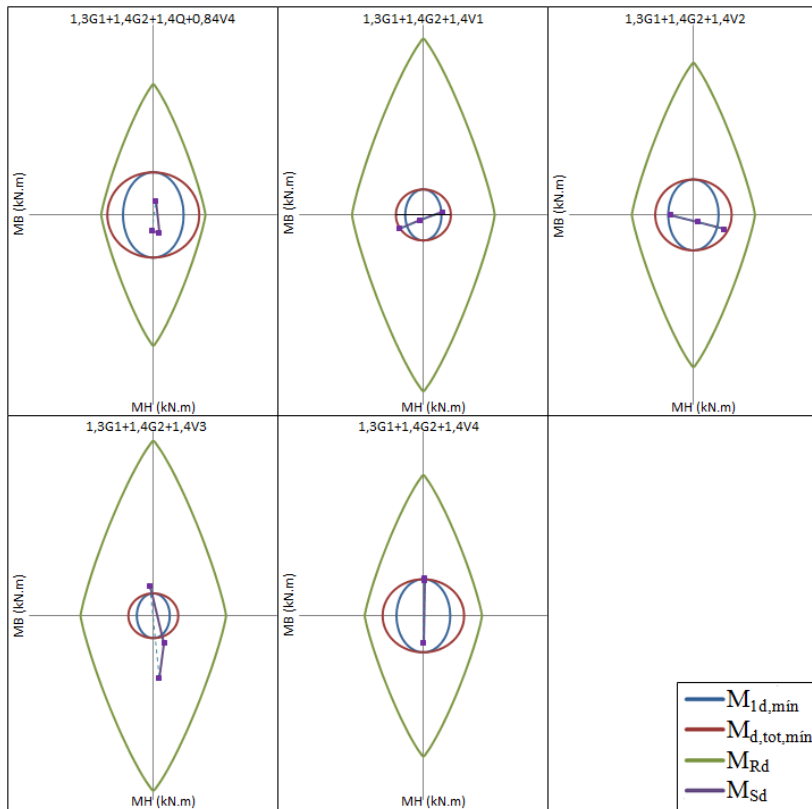 1,3G1+1,4G2+1,4Q+0,84V4
MB (kN.m)
MH (kN.m)
1,3G1+1,4G2+1,4V1
MB (kN.m)
MH (kN.m)
1,3G1+1,4G2+1,4V2
MB (kN.m)
MH (kN.m)
1,3G1+1,4G2+1,4V3
MB (kN.m)
MH (kN.m)
1,3G1+1,4G2+1,4V4
MB (kN.m)
MH (kN.m)
M1d,mín
Md,tot,mín
MRd
MSd